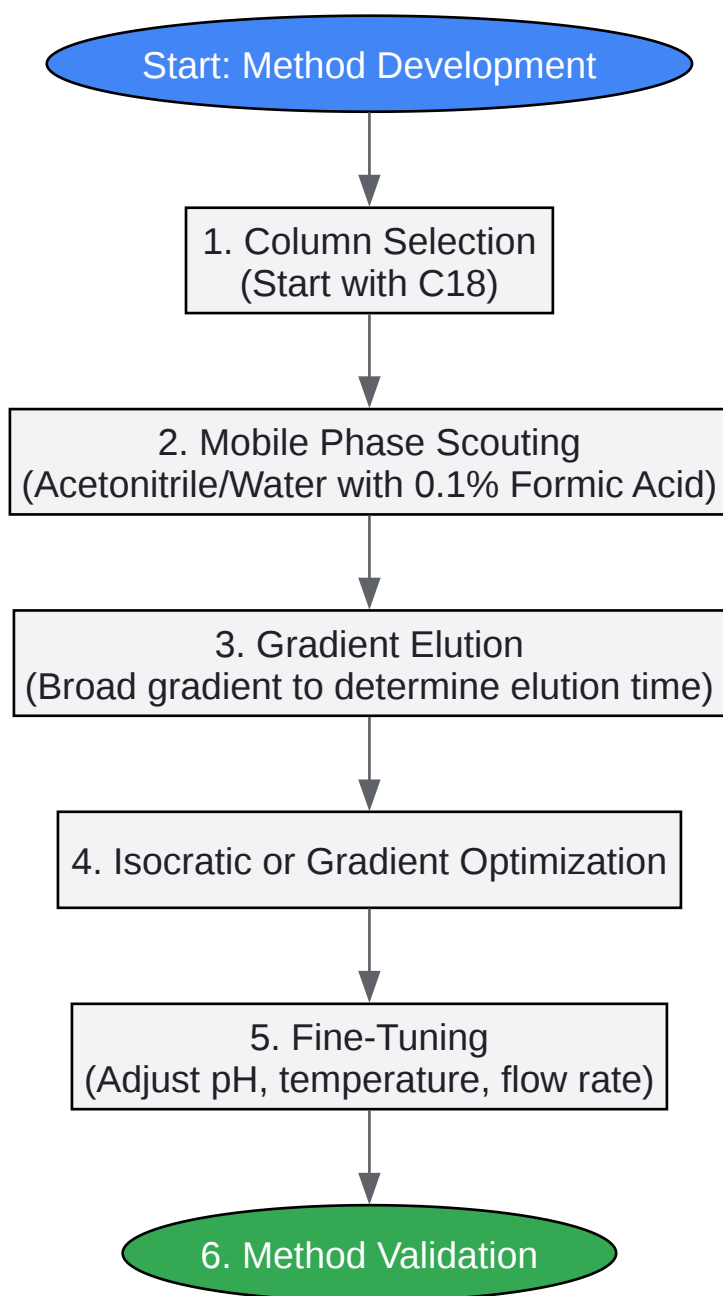 Start: Method Development
1. Column Selection
(Start with C18)
2. Mobile Phase Scouting
(Acetonitrile/Water with 0.1% Formic Acid)
3. Gradient Elution
(Broad gradient to determine elution time)
4. Isocratic or Gradient Optimization
5. Fine-Tuning
(Adjust pH, temperature, flow rate)
6. Method Validation